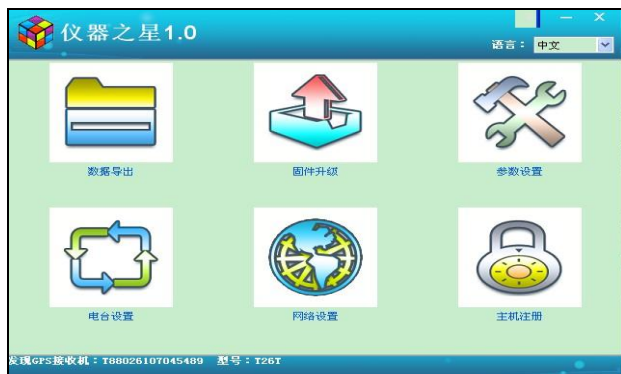 仪器之星1.0
语言： 中文
数据导出 固件升级 参数设置
电台设置 网络设置 主机注册
发现GPS接收机：T88026107045489 型号：T26T